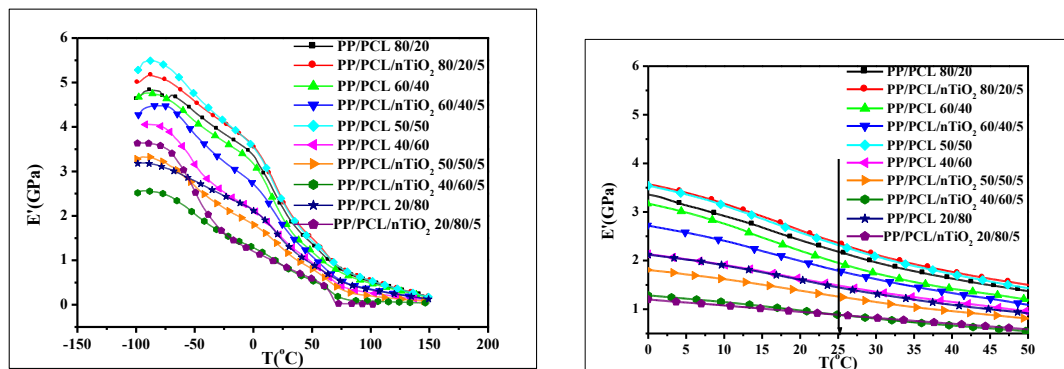 PP/PCL 80/20
PP/PCL/nTiO₂ 80/20/5
PP/PCL 60/40
PP/PCL/nTiO₂ 60/40/5
PP/PCL 50/50
PP/PCL 40/60
PP/PCL/nTiO₂ 50/50/5
PP/PCL/nTiO₂ 40/60/5
PP/PCL 20/80
PP/PCL/nTiO₂ 20/80/5
E'(GPa)
6
5
4
3
2
1
0
-150 -100 -50 0 50 100 150 200
T(°C)
PP/PCL 80/20
PP/PCL/nTiO₂ 80/20/5
PP/PCL 60/40
PP/PCL/nTiO₂ 60/40/5
PP/PCL 50/50
PP/PCL 40/60
PP/PCL/nTiO₂ 50/50/5
PP/PCL/nTiO₂ 40/60/5
PP/PCL 20/80
PP/PCL/nTiO₂ 20/80/5
E'(GPa)
6
5
4
3
2
1
0 5 10 15 20 25 30 35 40 45 50
T(°C)